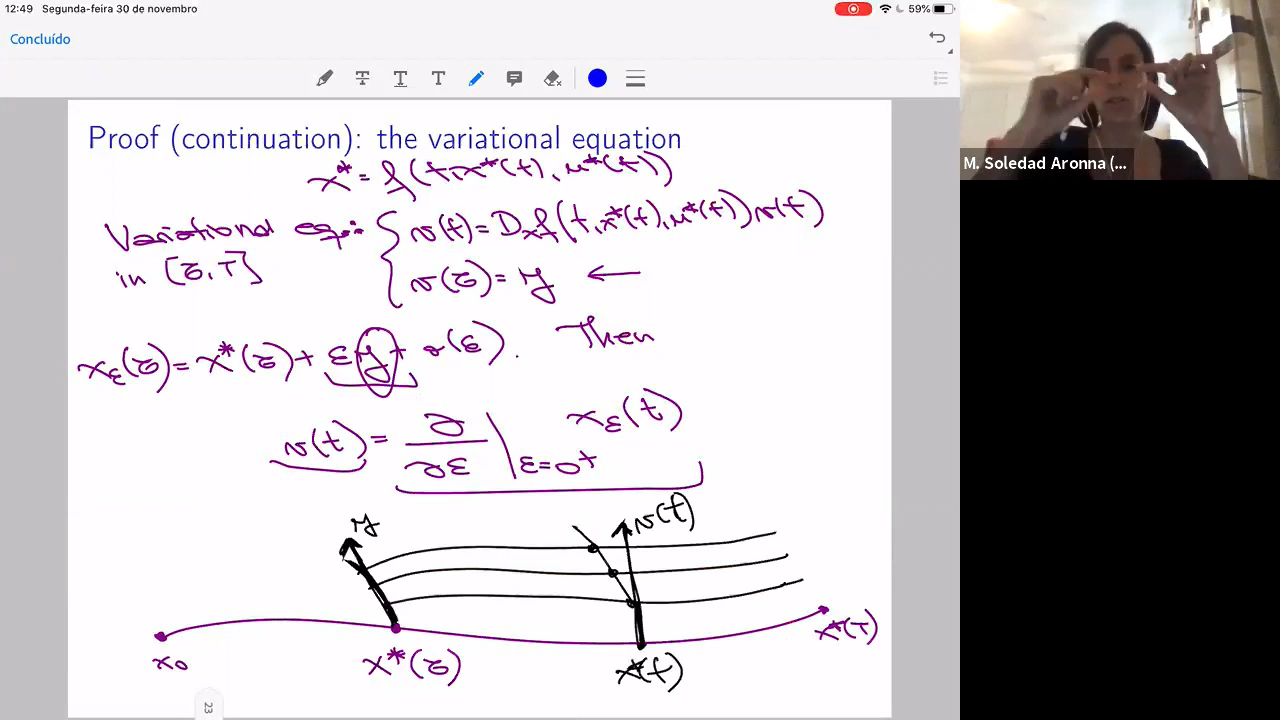 12:49 Segunda-feira 30 de novembro 59%
Concluído
T T T
M. Soledad Aronna (...
Proof (continuation): the variational equation
x* = f(t, x*(t), u*(t))
Variational eq: { v(t) = Dxf(t, x*(t), u*(t)) v(t)
in [τ, T] v(τ) = y ←
xε(τ) = x*(τ) + εy + o(ε). Then
v(t) = ∂/∂ε |ε=0+ xε(t)
y v(t)
x0 x*(τ) x*(t) x*(T)
23